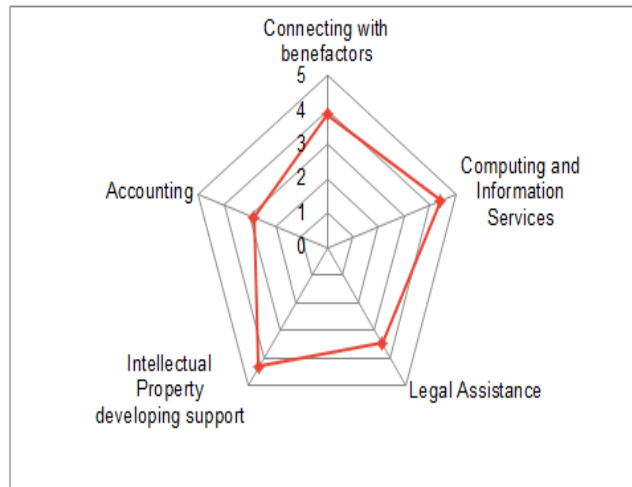 Connecting with
benefactors
5
4
3
2
1
0
Computing and
Information
Services
Accounting
Intellectual
Property
developing support
Legal Assistance